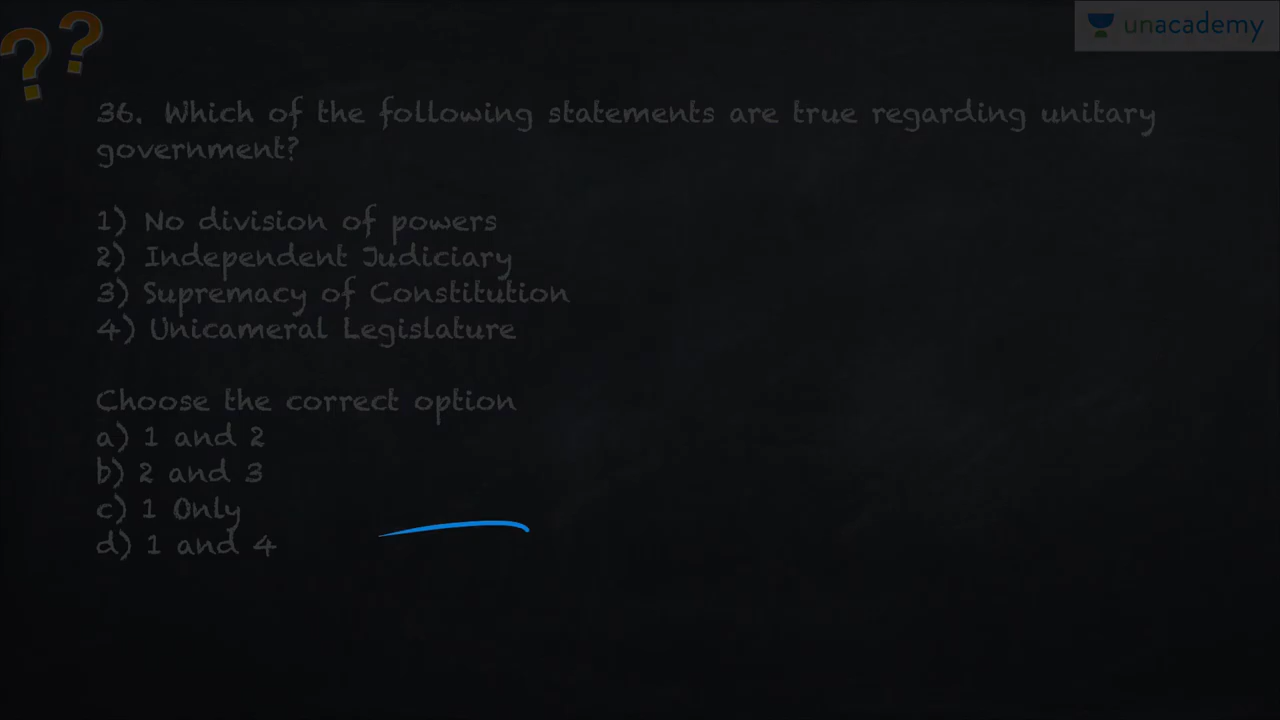 unacademy
36. Which of the following statements are true regarding unitary
government?
1) No division of powers
2) Independent Judiciary
3) Supremacy of Constitution
4) Unicameral Legislature
Choose the correct option
a) 1 and 2
b) 2 and 3
c) 1 Only
d) 1 and 4